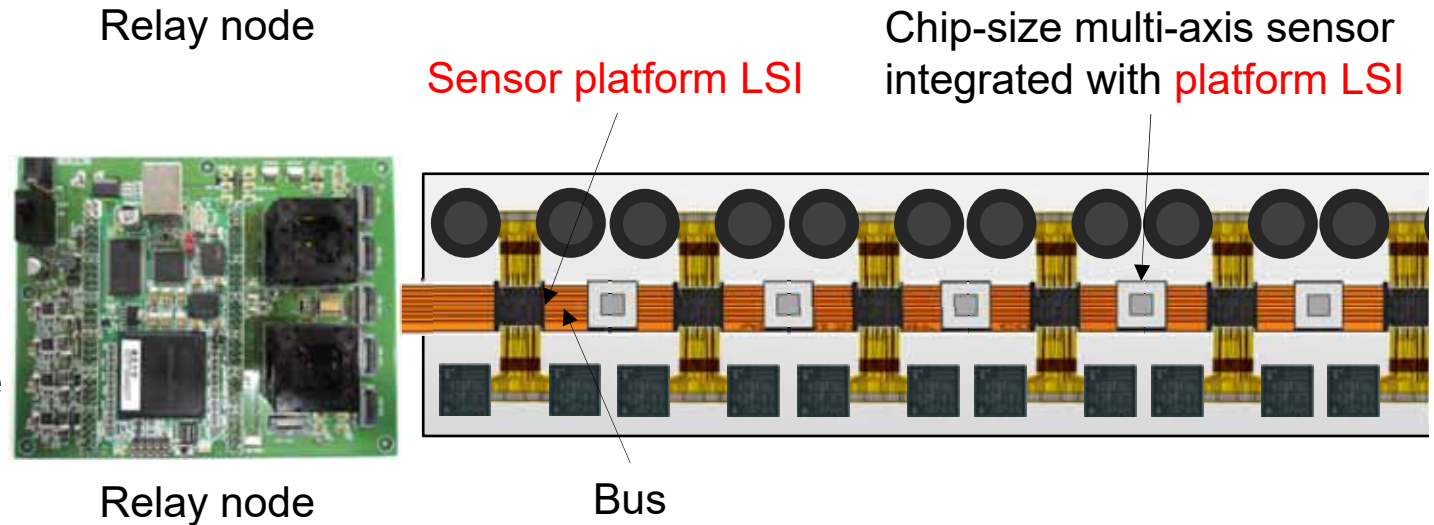 Relay node
Chip-size multi-axis sensor
Sensor platform LSI
integrated with platform LSI
Relay node
Bus